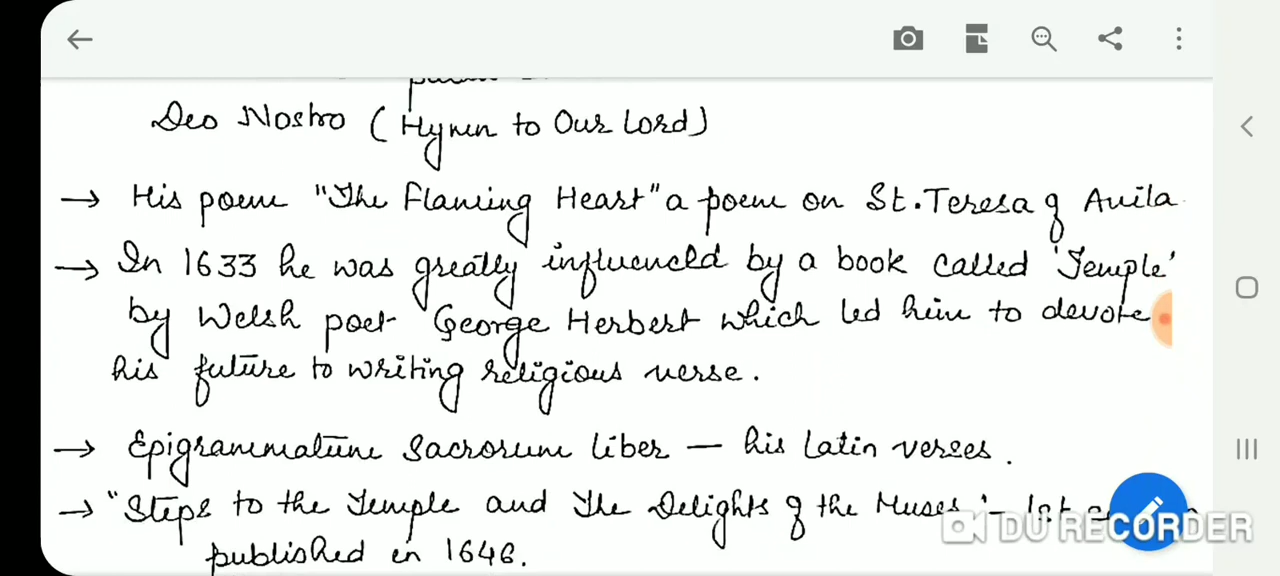 Deo Nostro (Hymn to Our Lord)
→ His poem "The Flaming Heart" a poem on St. Teresa of Avila
→ In 1633 he was greatly influenced by a book called 'Temple'
by Welsh poet George Herbert which led him to devote
his future to writing religious verse.
→ Epigrammatum Sacrorum liber — his Latin verses.
→ "Steps to the Temple and The Delights of the Muses' - 1st
published in 1646.
DU RECORDER